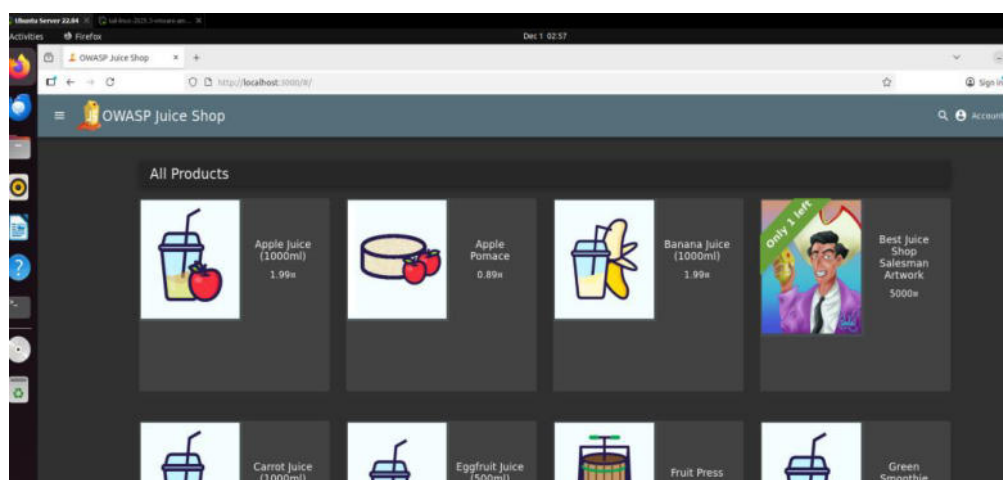 Ubuntu Server 22.04
Activities
Firefox
Dec 1 02:57
OWASP Juice Shop
http://localhost:3000/#/
Sign in
OWASP Juice Shop
Account
All Products
Apple Juice
(1000ml)
1.99¤
Apple
Pomace
0.89¤
Banana Juice
(1000ml)
1.99¤
Only 1 left
Best Juice
Shop
Salesman
Artwork
5000¤
Carrot Juice
(1000ml)
Eggfruit Juice
(500ml)
Fruit Press
Green
Smoothie